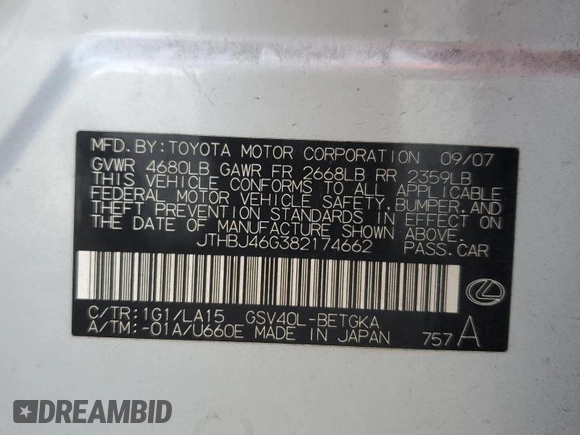 MFD. BY: TOYOTA MOTOR CORPORATION 09/07
GVWR 4680LB GAWR FR 2668LB RR 2359LB
THIS VEHICLE CONFORMS TO ALL APPLICABLE
FEDERAL MOTOR VEHICLE SAFETY, BUMPER, AND
THEFT PREVENTION STANDARDS IN EFFECT ON
THE DATE OF MANUFACTURE SHOWN ABOVE.
JTHBJ46G382174662 PASS. CAR
C/TR: 1G1/LA15 GSV40L-BETGKA
A/TM: -01A/U660E MADE IN JAPAN 757 A
DREAMBID